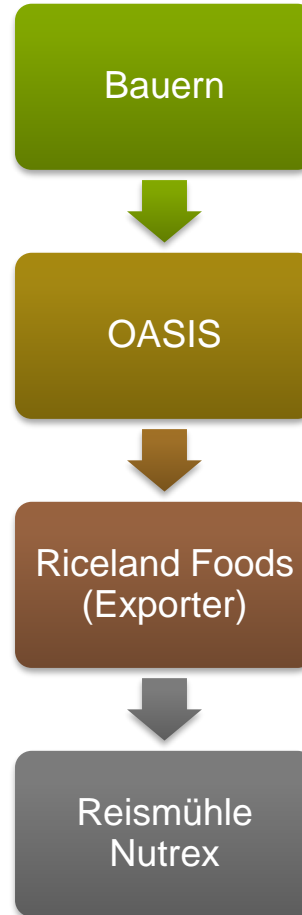 Bauern
OASIS
Riceland Foods
(Exporter)
Reismühle
Nutrex